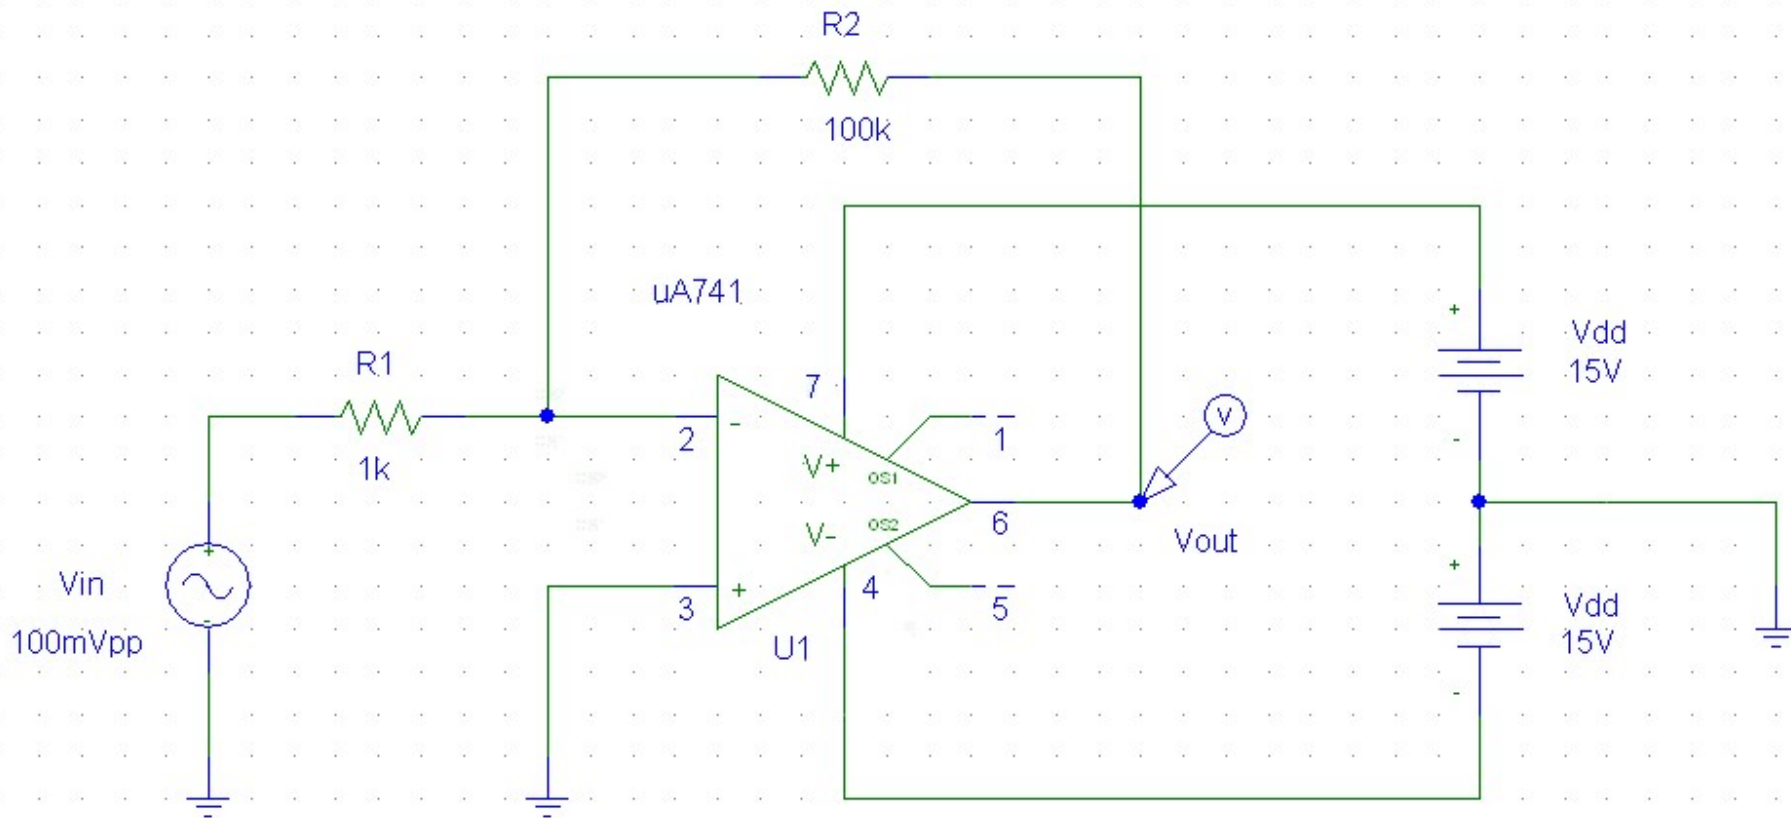 R2
100k
uA741
R1
1k
7
2
-
1
V+
OS1
+
Vdd
15V
-
V
6
Vout
OS2
V-
3
+
4
5
U1
Vin
100mVpp
+
-
+
Vdd
15V
-